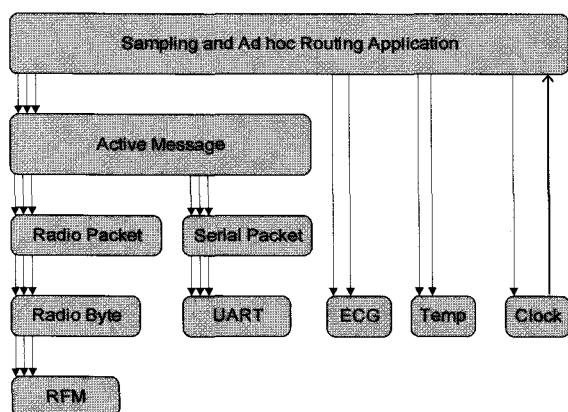 Sampling and Ad hoc Routing Application
Active Message
Radio Packet
Serial Packet
Radio Byte
UART
ECG
Temp
Clock
RFM